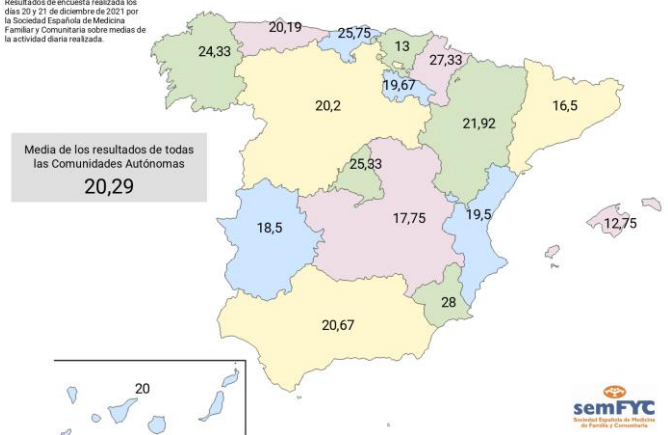 Resultados de encuesta realizada los
días 20 y 21 de diciembre de 2021 por
la Sociedad Española de Medicina
Familiar y Comunitaria sobre medias de
la actividad diaria realizada.
24,33
20,19
25,75
13
27,33
19,67
20,2
21,92
16,5
Media de los resultados de todas
las Comunidades Autónomas
20,29
25,33
18,5
17,75
19,5
12,75
28
20,67
20
semFYC
Sociedad Española de Medicina
de Familia y Comunitaria